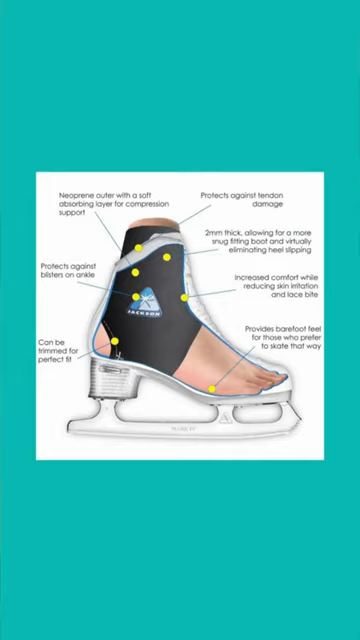 Neoprene outer with a soft
absorbing layer for compression
support
Protects against tendon
damage
2mm thick, allowing for a more
snug fitting boot and virtually
eliminating heel slipping
Protects against
blisters on ankle
Increased comfort while
reducing skin irritation
and lace bite
JACKSON
Provides barefoot feel
for those who prefer
to skate that way
Can be
trimmed for
perfect fit
MARK IV